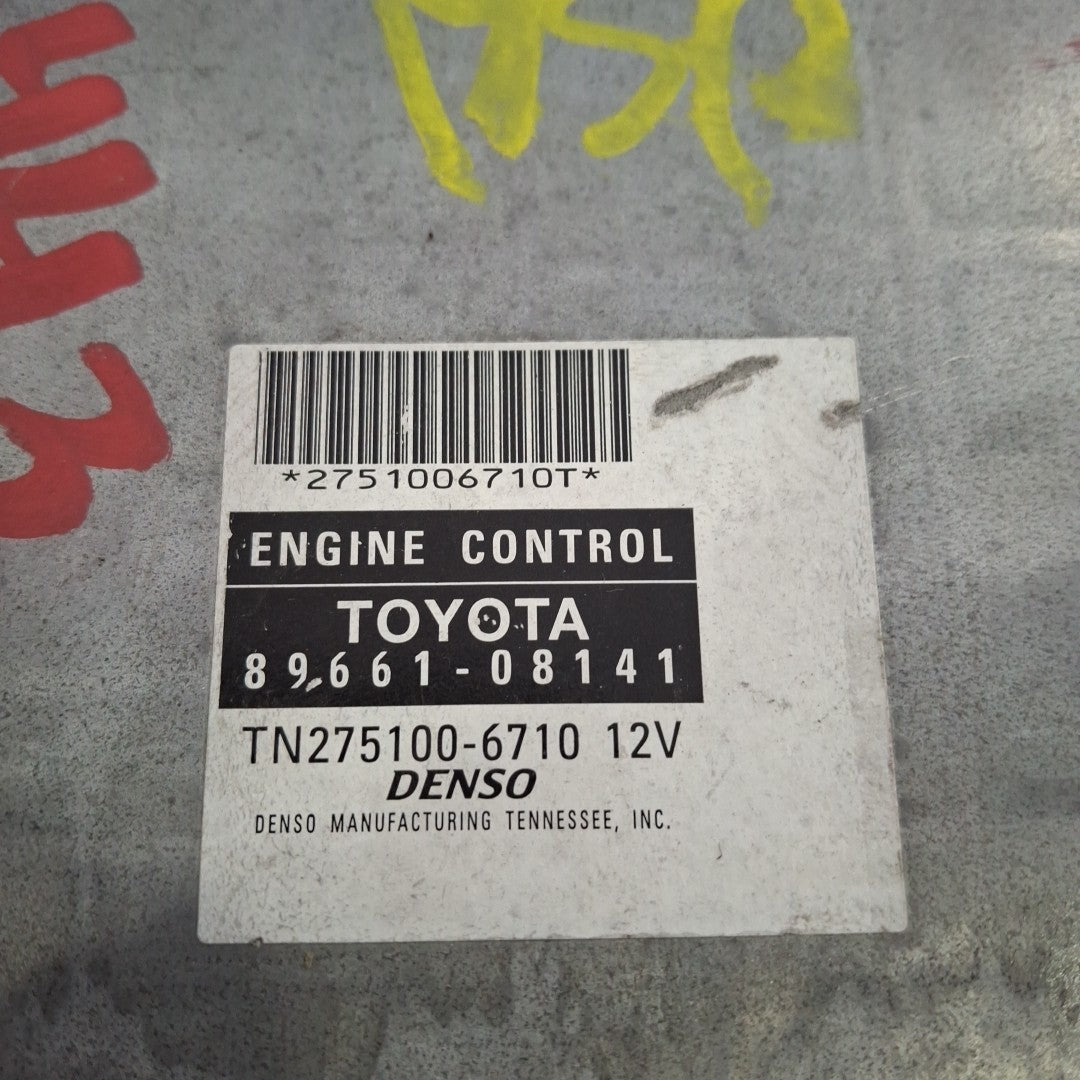 *2751006710T*
ENGINE CONTROL
TOYOTA
89661-08141
TN275100-6710 12V
DENSO
DENSO MANUFACTURING TENNESSEE, INC.